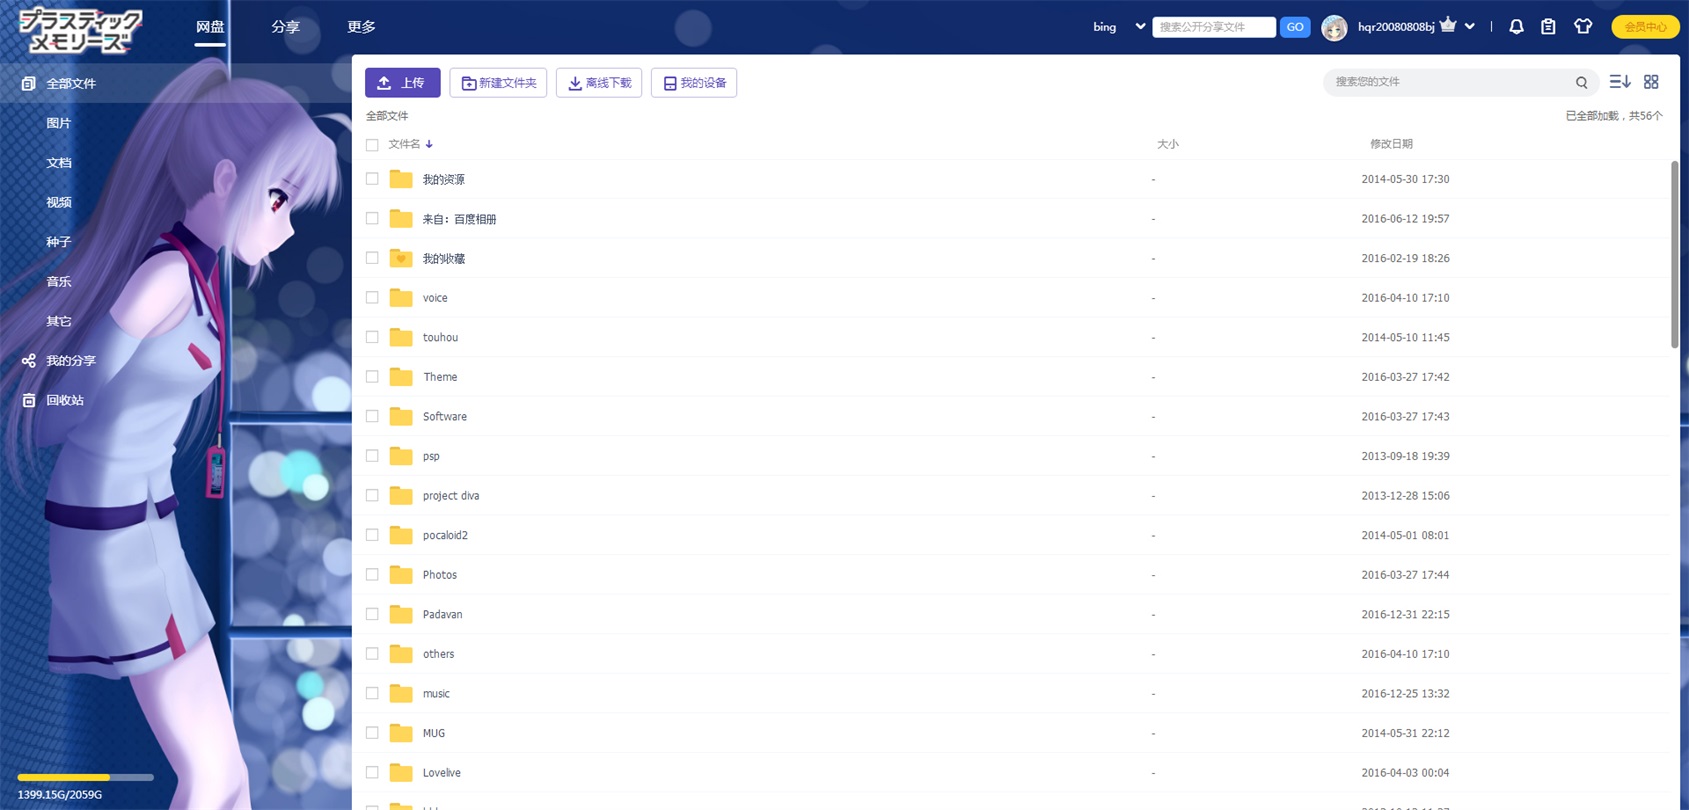 プラスティック
メモリーズ
网盘
分享
更多
bing
搜索公开分享文件
GO
hqr20080808bj
会员中心
全部文件
图片
文档
视频
种子
音乐
其它
我的分享
回收站
1399.15G/2059G
上传
新建文件夹
离线下载
我的设备
搜索您的文件
全部文件
已全部加载，共56个
文件名 大小 修改日期
我的资源 - 2014-05-30 17:30
来自：百度相册 - 2016-06-12 19:57
我的收藏 - 2016-02-19 18:26
voice - 2016-04-10 17:10
touhou - 2014-05-10 11:45
Theme - 2016-03-27 17:42
Software - 2016-03-27 17:43
psp - 2013-09-18 19:39
project diva - 2013-12-28 15:06
pocaloid2 - 2014-05-01 08:01
Photos - 2016-03-27 17:44
Padavan - 2016-12-31 22:15
others - 2016-04-10 17:10
music - 2016-12-25 13:32
MUG - 2014-05-31 22:12
Lovelive - 2016-04-03 00:04